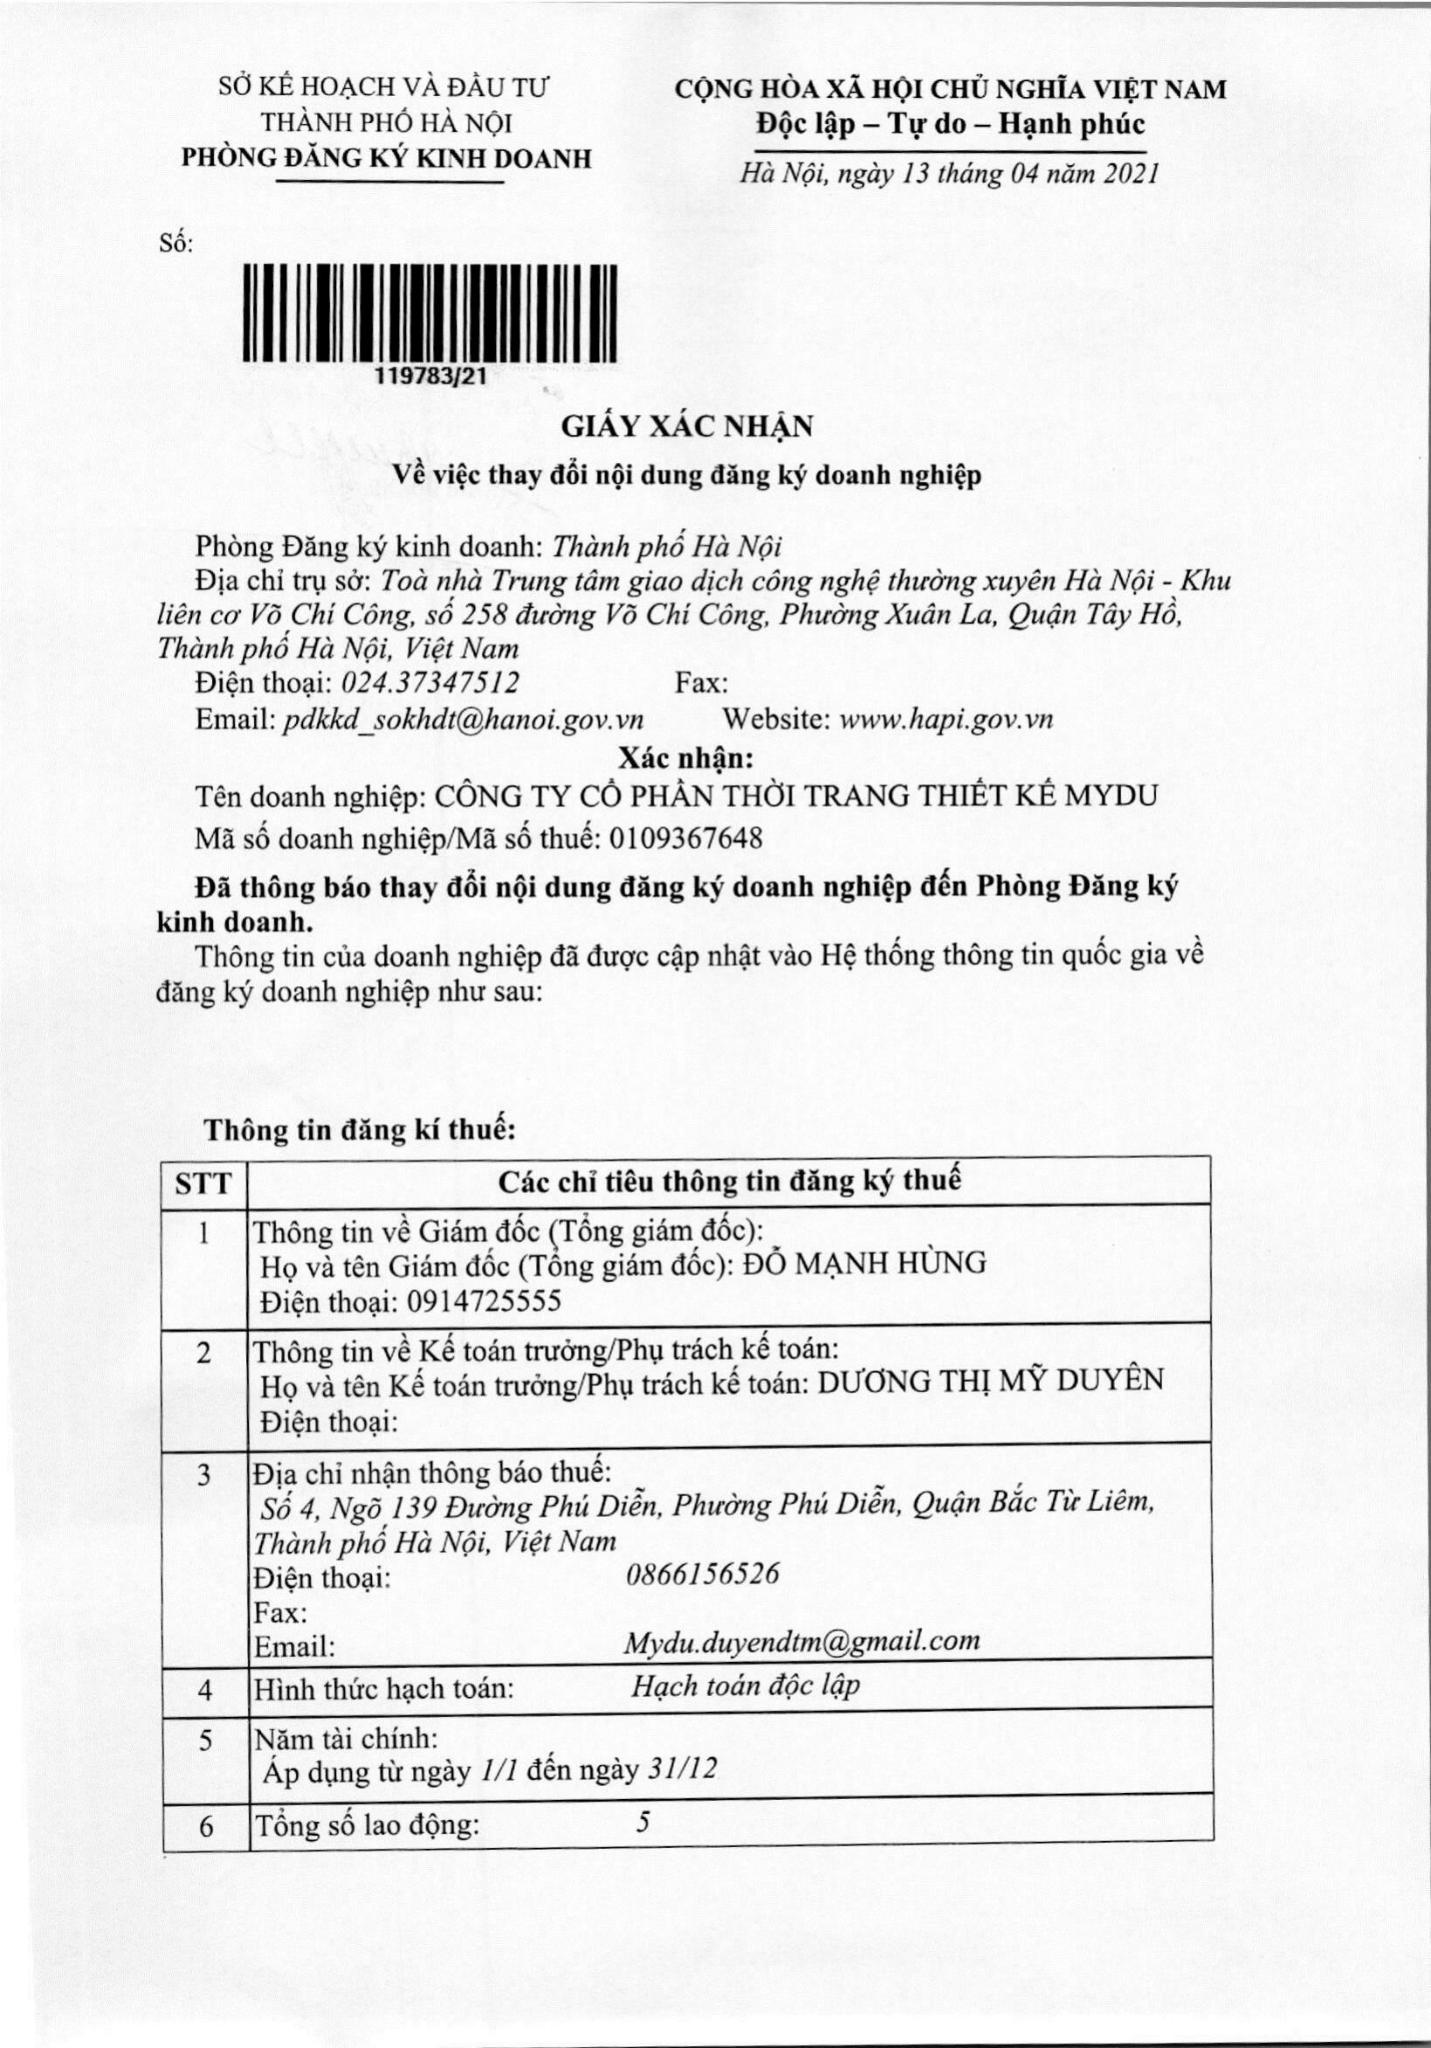 SỞ KẾ HOẠCH VÀ ĐẦU TƯ
THÀNH PHỐ HÀ NỘI
PHÒNG ĐĂNG KÝ KINH DOANH
CỘNG HÒA XÃ HỘI CHỦ NGHĨA VIỆT NAM
Độc lập – Tự do – Hạnh phúc
Hà Nội, ngày 13 tháng 04 năm 2021
Số:
119783/21
GIẤY XÁC NHẬN
Về việc thay đổi nội dung đăng ký doanh nghiệp
Phòng Đăng ký kinh doanh: Thành phố Hà Nội
Địa chỉ trụ sở: Toà nhà Trung tâm giao dịch công nghệ thường xuyên Hà Nội - Khu
liên cơ Võ Chí Công, số 258 đường Võ Chí Công, Phường Xuân La, Quận Tây Hồ,
Thành phố Hà Nội, Việt Nam
Điện thoại: 024.37347512 Fax:
Email: pdkkd_sokhdt@hanoi.gov.vn Website: www.hapi.gov.vn
Xác nhận:
Tên doanh nghiệp: CÔNG TY CỔ PHẦN THỜI TRANG THIẾT KẾ MYDU
Mã số doanh nghiệp/Mã số thuế: 0109367648
Đã thông báo thay đổi nội dung đăng ký doanh nghiệp đến Phòng Đăng ký
kinh doanh.
Thông tin của doanh nghiệp đã được cập nhật vào Hệ thống thông tin quốc gia về
đăng ký doanh nghiệp như sau:
Thông tin đăng kí thuế:
STT Các chỉ tiêu thông tin đăng ký thuế
1 Thông tin về Giám đốc (Tổng giám đốc):
Họ và tên Giám đốc (Tổng giám đốc): ĐỖ MẠNH HÙNG
Điện thoại: 0914725555
2 Thông tin về Kế toán trưởng/Phụ trách kế toán:
Họ và tên Kế toán trưởng/Phụ trách kế toán: DƯƠNG THỊ MỸ DUYÊN
Điện thoại:
3 Địa chỉ nhận thông báo thuế:
Số 4, Ngõ 139 Đường Phú Diễn, Phường Phú Diễn, Quận Bắc Từ Liêm,
Thành phố Hà Nội, Việt Nam
Điện thoại: 0866156526
Fax:
Email: Mydu.duyendtm@gmail.com
4 Hình thức hạch toán: Hạch toán độc lập
5 Năm tài chính:
Áp dụng từ ngày 1/1 đến ngày 31/12
6 Tổng số lao động: 5